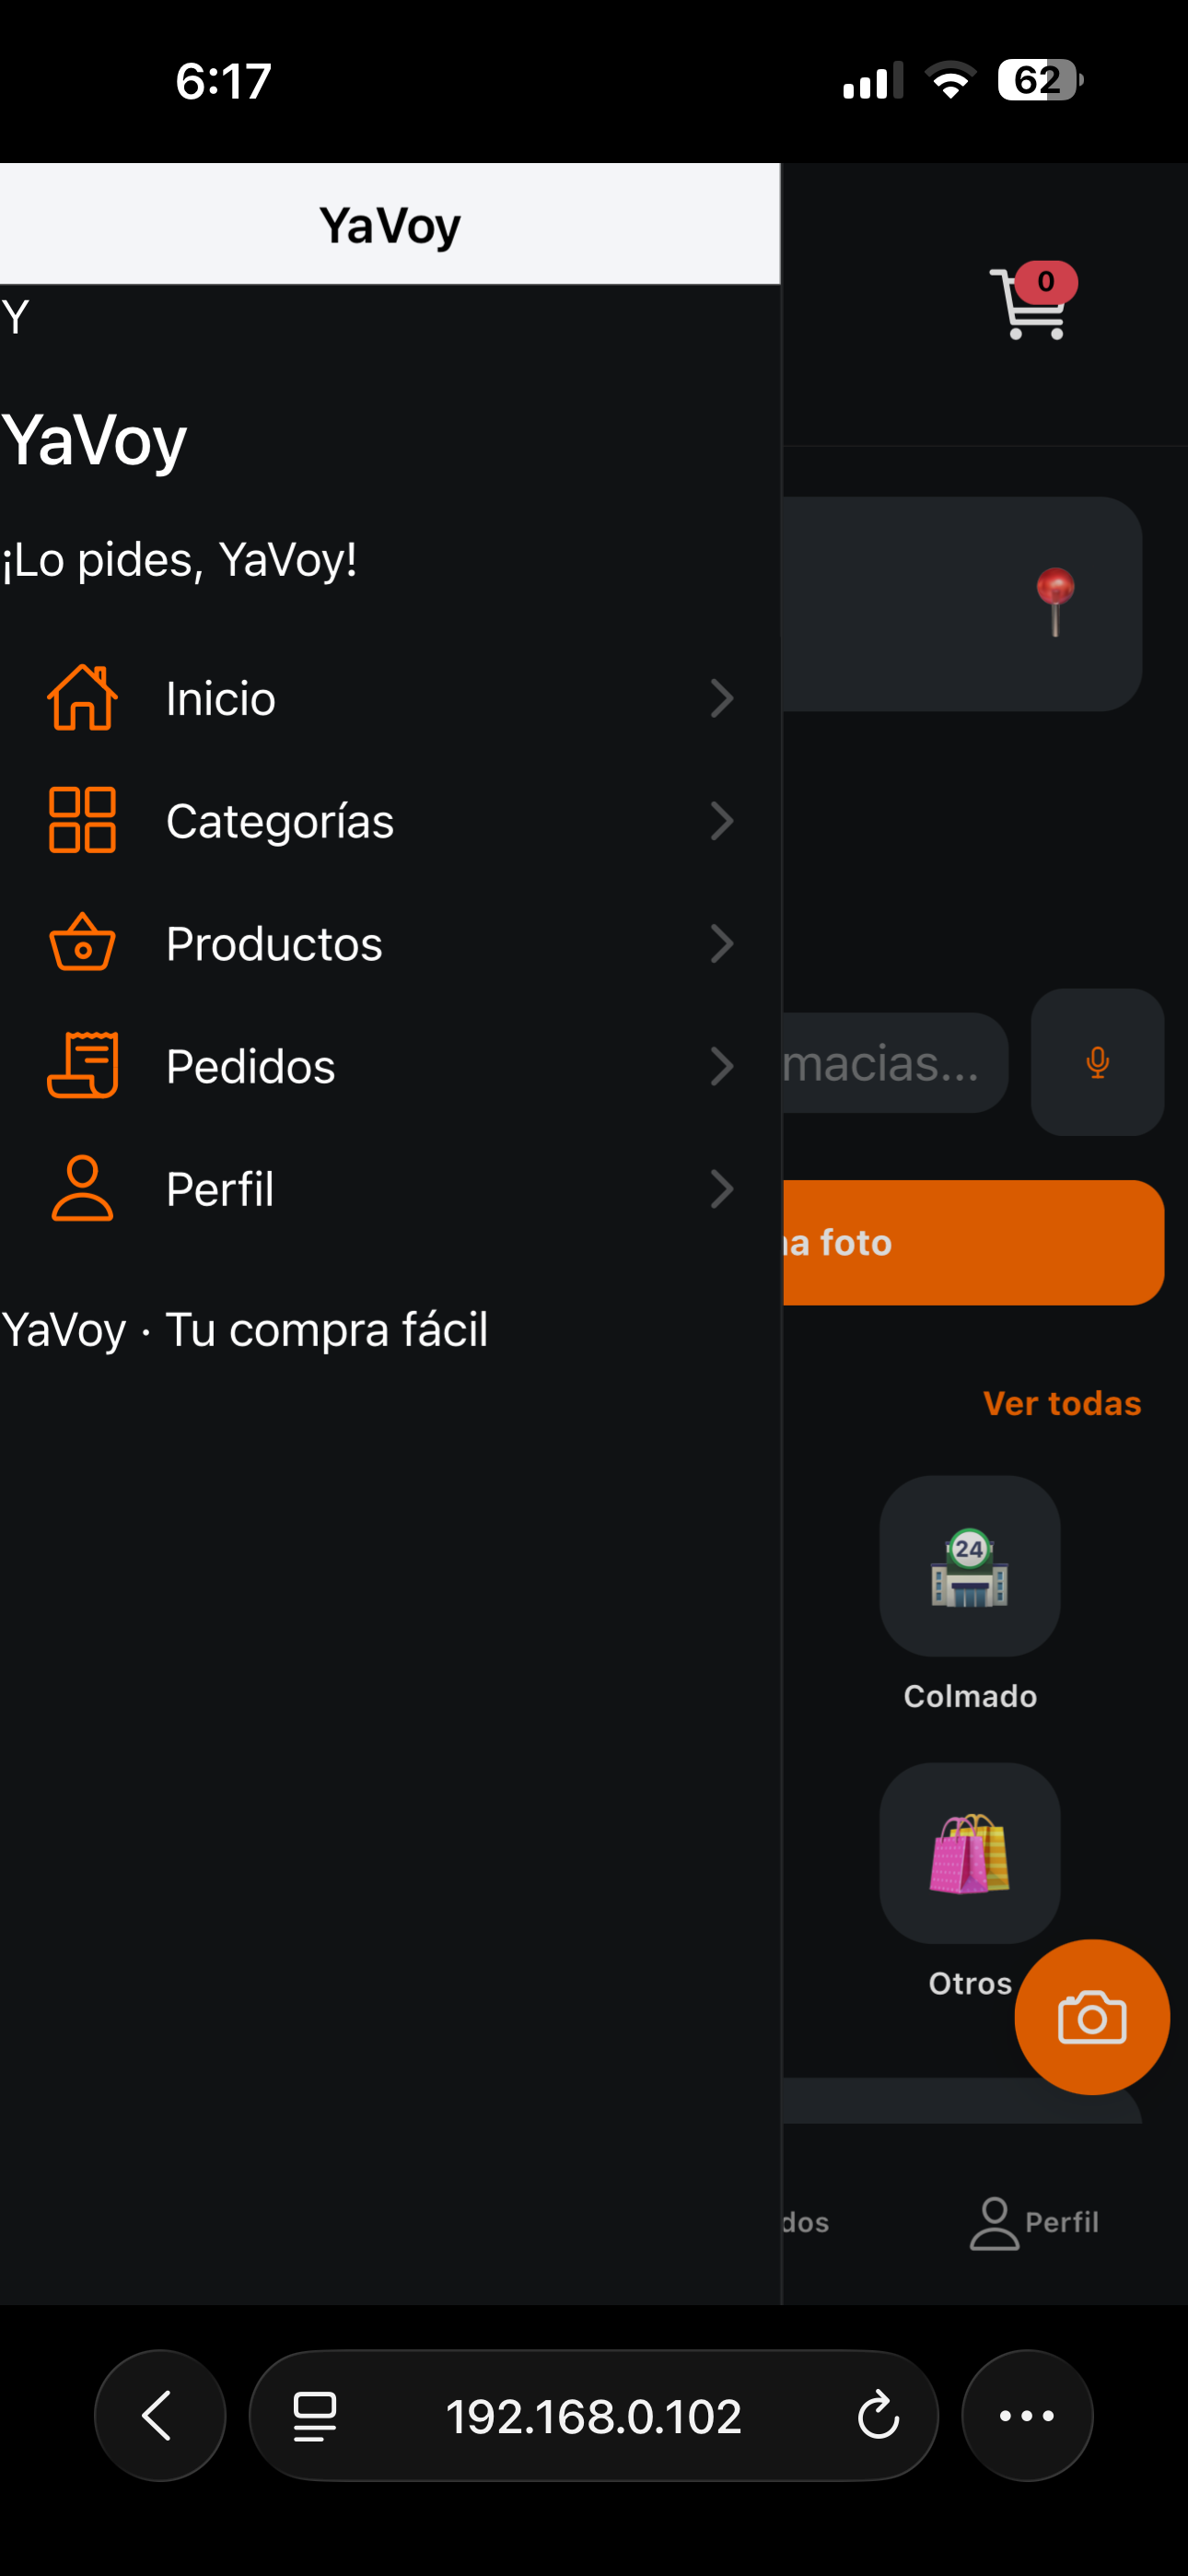 6:17
62
YaVoy
0
Y
YaVoy
¡Lo pides, YaVoy!
Inicio
Categorías
Productos
Pedidos
Perfil
YaVoy · Tu compra fácil
macias...
a foto
Ver todas
24
Colmado
Otros
dos
Perfil
192.168.0.102